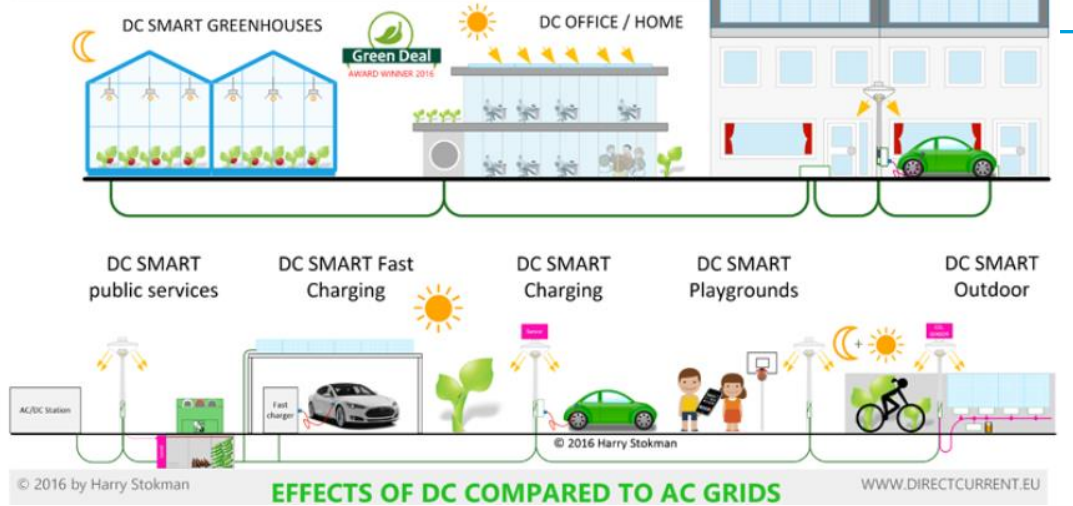 DC SMART GREENHOUSES
Green Deal
AWARD WINNER 2016
DC OFFICE / HOME
DC SMART
public services
DC SMART Fast
Charging
DC SMART
Charging
DC SMART
Playgrounds
DC SMART
Outdoor
AC/DC Station
Fast
charger
Sensor
© 2016 Harry Stokman
© 2016 by Harry Stokman
EFFECTS OF DC COMPARED TO AC GRIDS
WWW.DIRECTCURRENT.EU